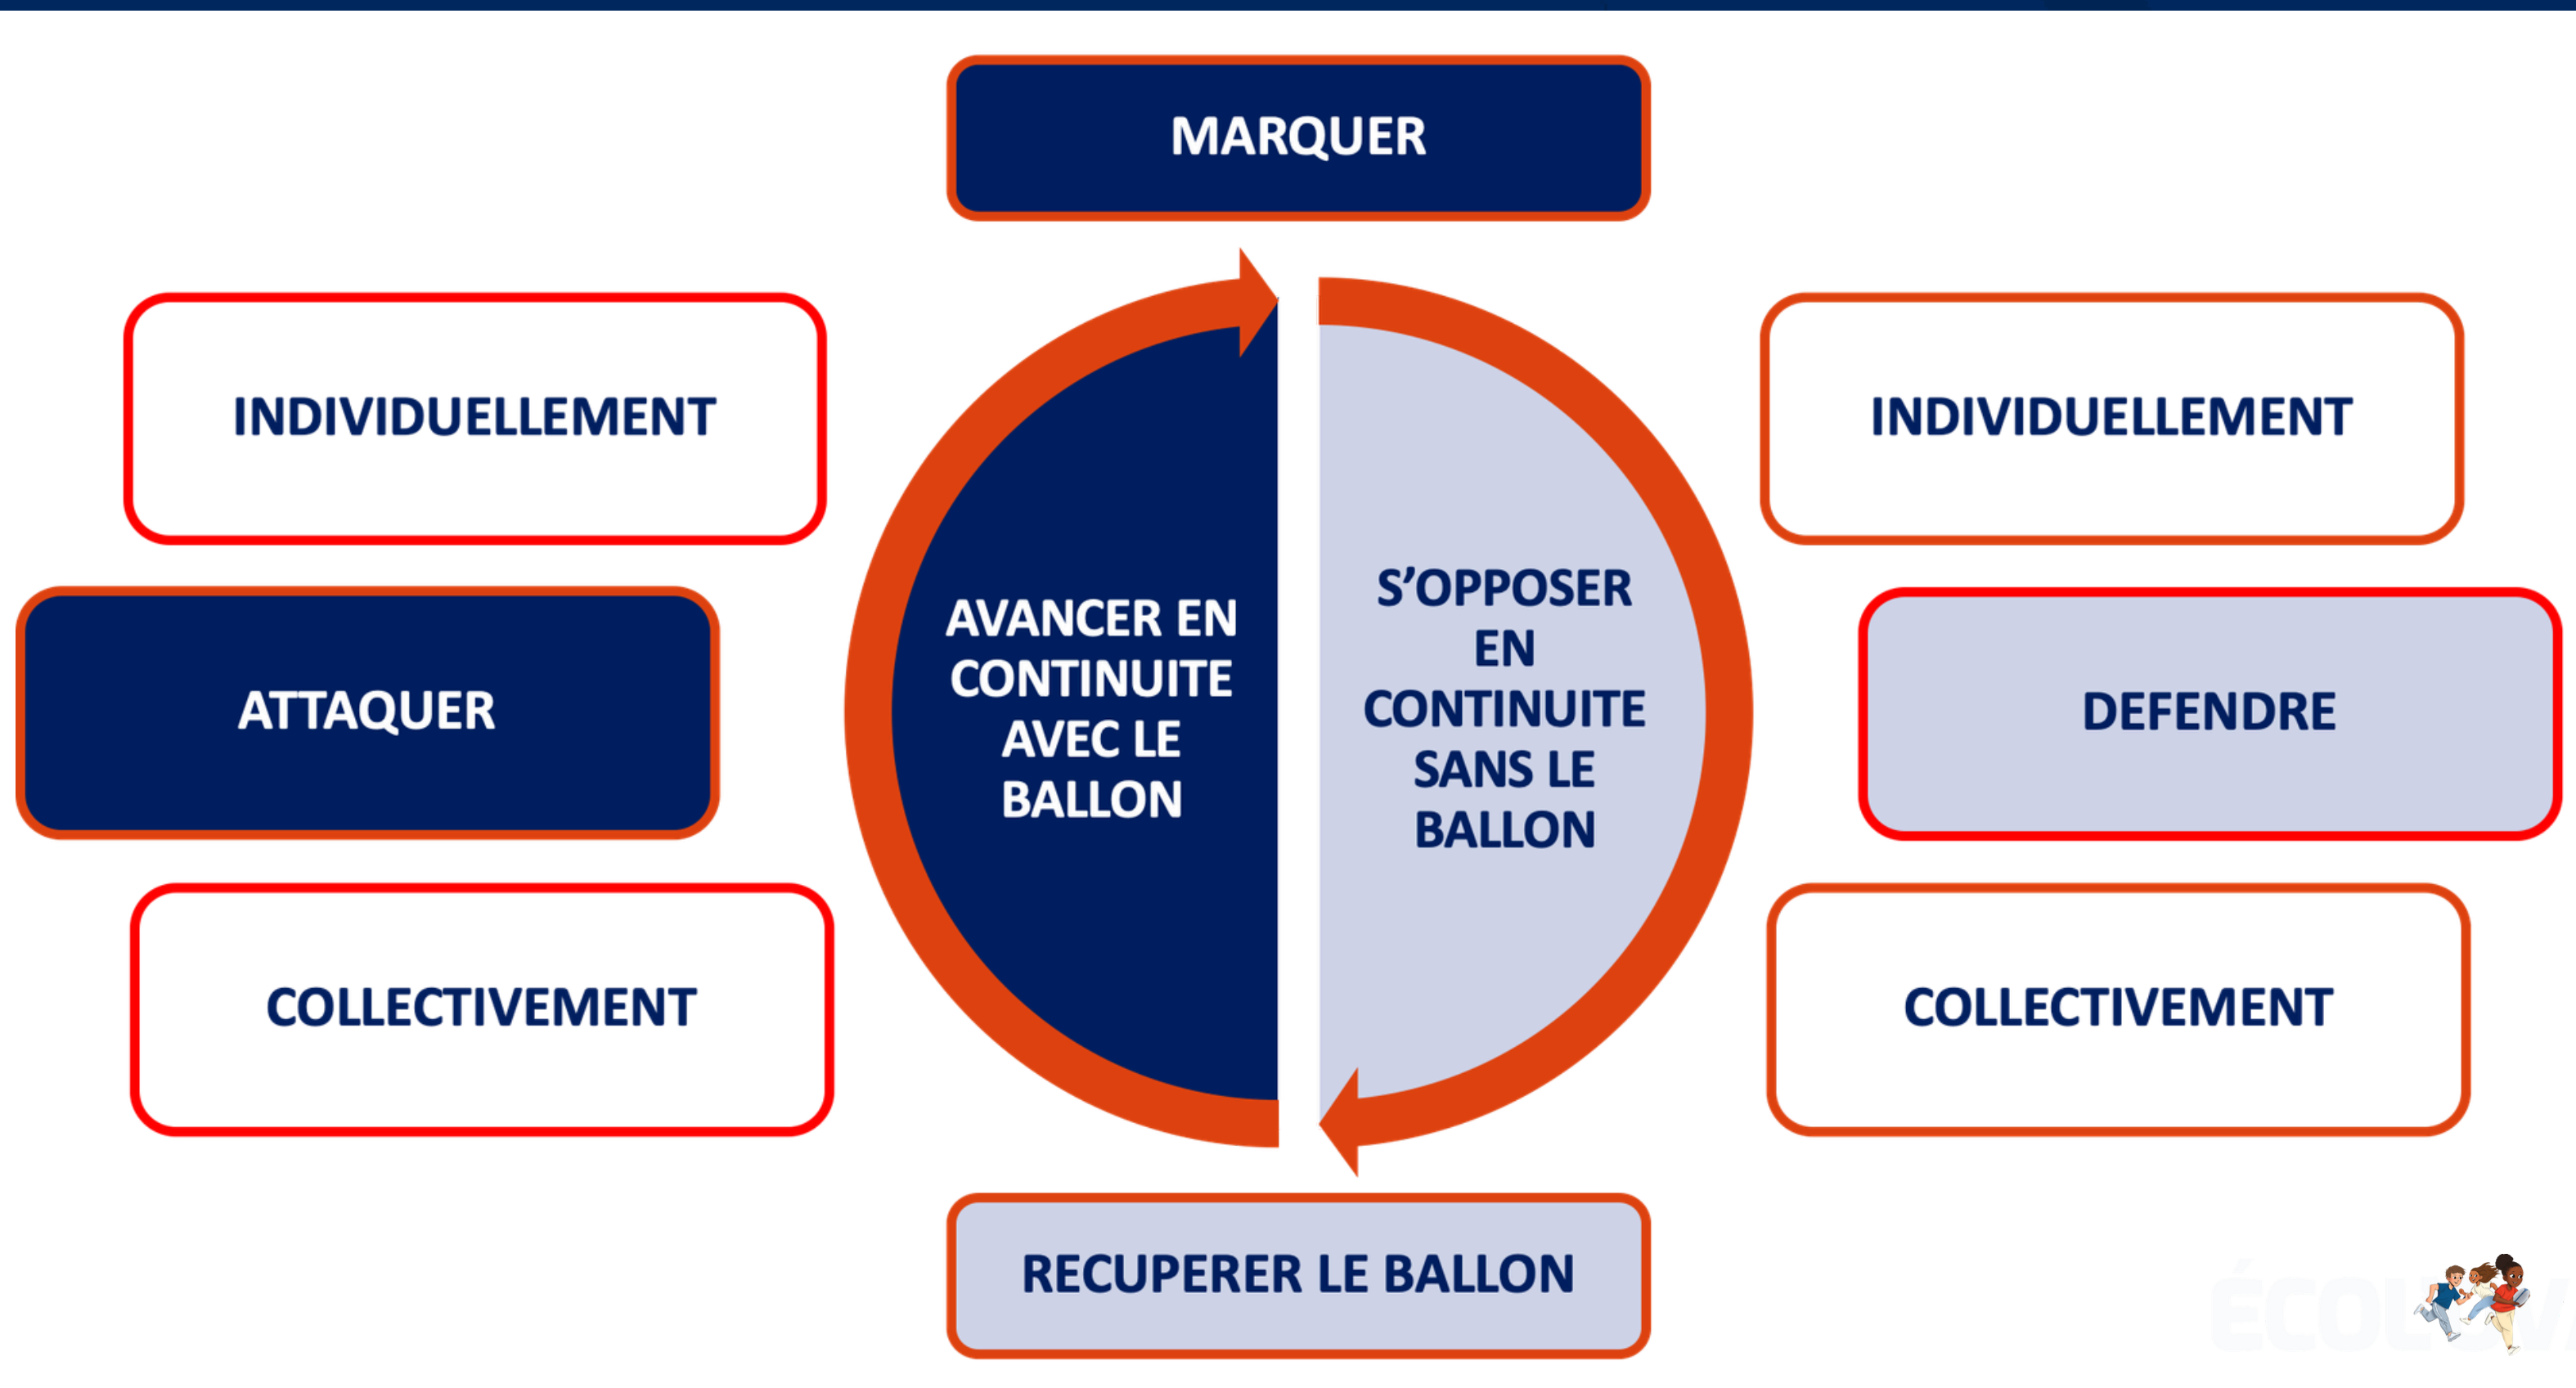 MARQUER
INDIVIDUELLEMENT
INDIVIDUELLEMENT
AVANCER EN
CONTINUITE
AVEC LE
BALLON
S’OPPOSER
EN
CONTINUITE
SANS LE
BALLON
ATTAQUER
DEFENDRE
COLLECTIVEMENT
COLLECTIVEMENT
RECUPERER LE BALLON